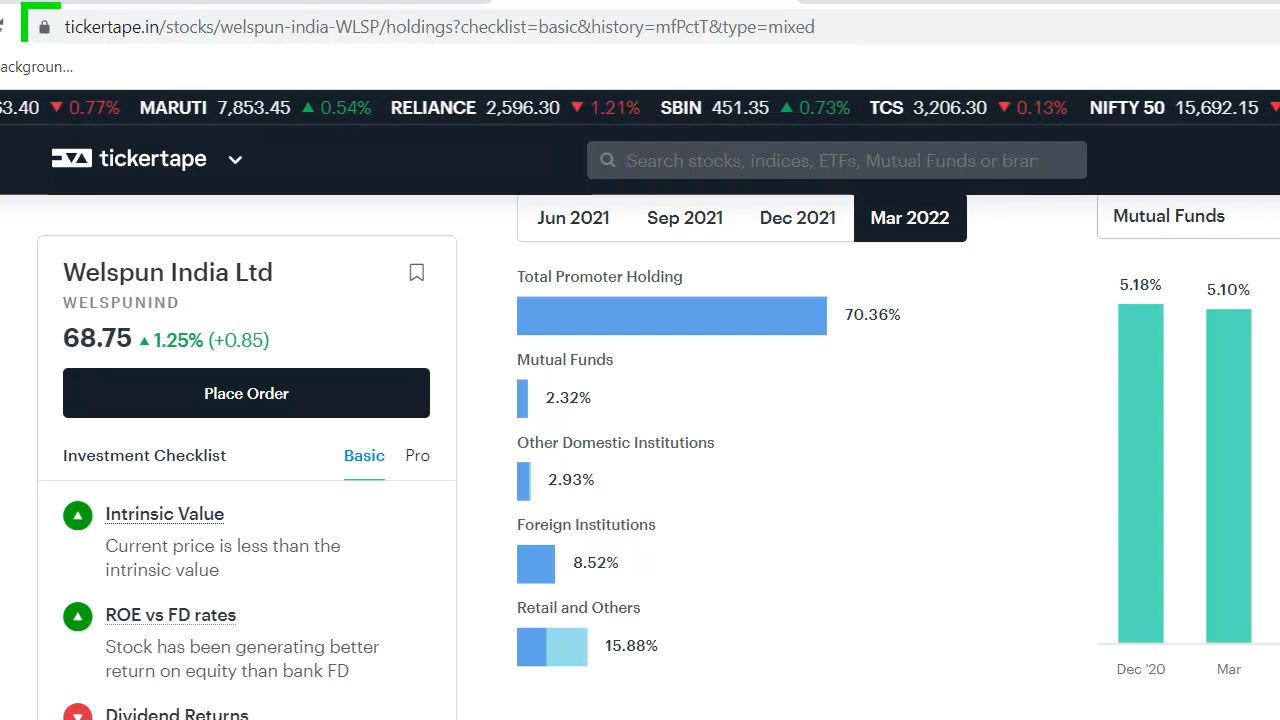 tickertape.in/stocks/welspun-india-WLSP/holdings?checklist=basic&history=mfPctT&type=mixed
ackgroun...
63.40 ▼ 0.77% MARUTI 7,853.45 ▲ 0.54% RELIANCE 2,596.30 ▼ 1.21% SBIN 451.35 ▲ 0.73% TCS 3,206.30 ▼ 0.13% NIFTY 50 15,692.15 ▼
tickertape
Search stocks, indices, ETFs, Mutual Funds or bran
Jun 2021 Sep 2021 Dec 2021 Mar 2022
Mutual Funds
Welspun India Ltd
WELSPUNIND
68.75 ▲ 1.25% (+0.85)
Place Order
Investment Checklist Basic Pro
Intrinsic Value
Current price is less than the
intrinsic value
ROE vs FD rates
Stock has been generating better
return on equity than bank FD
Dividend Returns
Total Promoter Holding
70.36%
Mutual Funds
2.32%
Other Domestic Institutions
2.93%
Foreign Institutions
8.52%
Retail and Others
15.88%
5.18% 5.10%
Dec '20 Mar